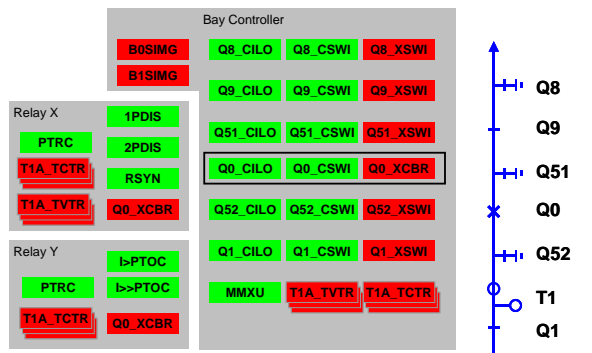 Bay Controller
B0SIMG
B1SIMG
Q8_CILO Q8_CSWI Q8_XSWI
Q9_CILO Q9_CSWI Q9_XSWI
Q51_CILO Q51_CSWI Q51_XSWI
Q0_CILO Q0_CSWI Q0_XCBR
Q52_CILO Q52_CSWI Q52_XSWI
Q1_CILO Q1_CSWI Q1_XSWI
MMXU T1A_TVTR T1A_TCTR
Relay X
1PDIS
PTRC
2PDIS
T1A_TCTR
RSYN
T1A_TVTR
Q0_XCBR
Relay Y
I>PTOC
PTRC
I>>PTOC
T1A_TCTR
Q0_XCBR
Q8
Q9
Q51
Q0
Q52
T1
Q1